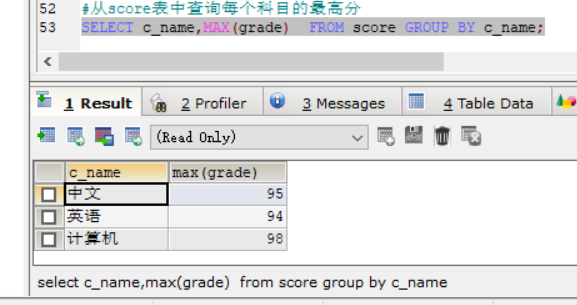 52 #从score表中查询每个科目的最高分
53 SELECT c_name,MAX(grade)  FROM score GROUP BY c_name;
1 Result 2 Profiler 3 Messages 4 Table Data
(Read Only)
c_name max(grade)
中文 95
英语 94
计算机 98
select c_name,max(grade)  from score group by c_name